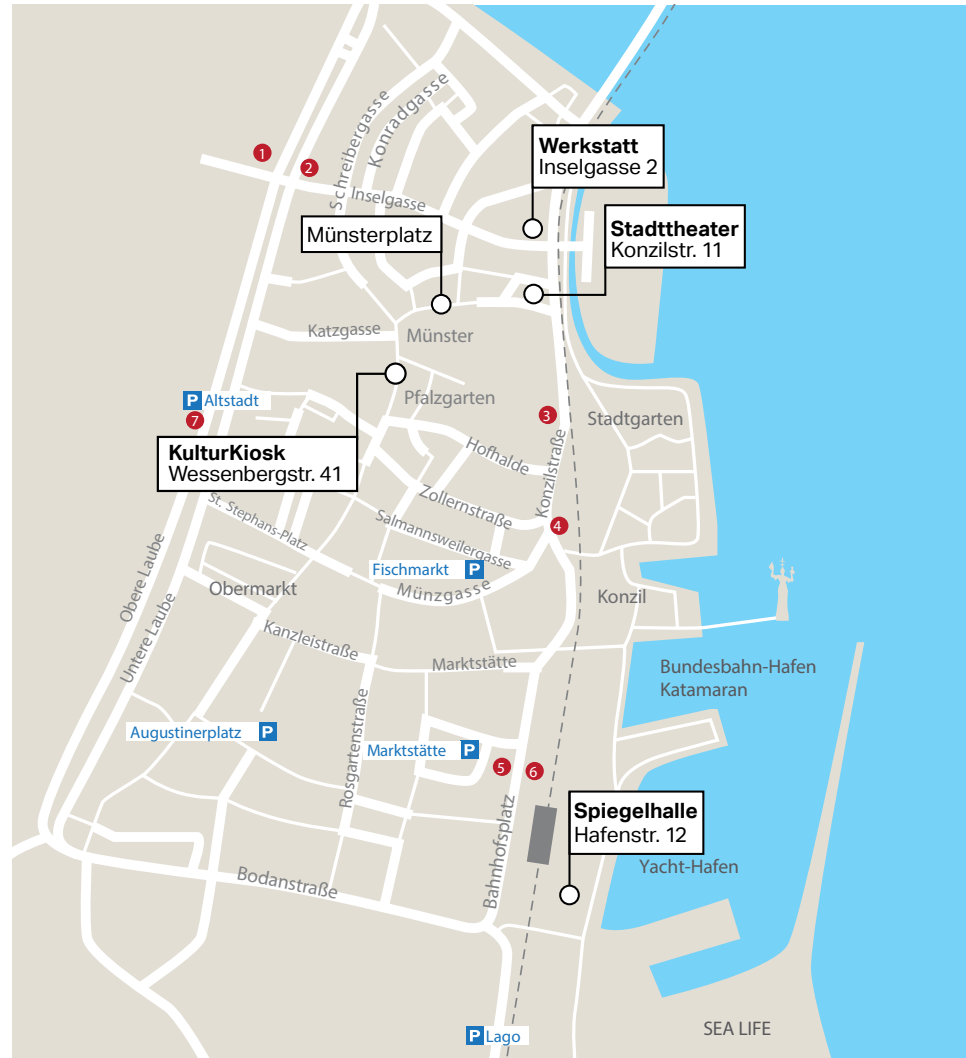 Schreibergasse
Konradgasse
Werkstatt
Inselgasse 2
1
2
Inselgasse
Stadttheater
Konzilstr. 11
Münsterplatz
Katzgasse
Münster
P Altstadt
7
Pfalzgarten
3
Stadtgarten
KulturKiosk
Wessenbergstr. 41
Hofhalde
Konzilstraße
Zollernstraße
St. Stephans-Platz
Salmannsweilergasse
4
Fischmarkt P
Münzgasse
Obere Laube
Untere Laube
Obermarkt
Konzil
Kanzleistraße
Marktstätte
Bundesbahn-Hafen
Katamaran
Augustinerplatz P
Rosgartenstraße
Marktstätte P
5
6
Bahnhofsplatz
Spiegelhalle
Hafenstr. 12
Yacht-Hafen
Bodanstraße
P Lago
SEA LIFE